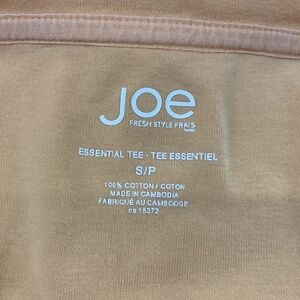 Joe
FRESH STYLE FRAIS
ESSENTIAL TEE - TEE ESSENTIEL
S/P
100% COTTON / COTON
MADE IN CAMBODIA
FABRIQUÉ AU CAMBODGE
ca 15372